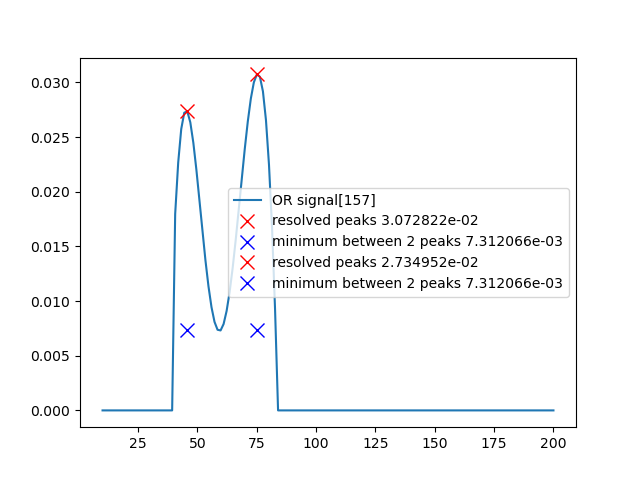 0.030
0.025
0.020
0.015
0.010
0.005
0.000
OR signal[157]
resolved peaks 3.072822e-02
minimum between 2 peaks 7.312066e-03
resolved peaks 2.734952e-02
minimum between 2 peaks 7.312066e-03
25 50 75 100 125 150 175 200